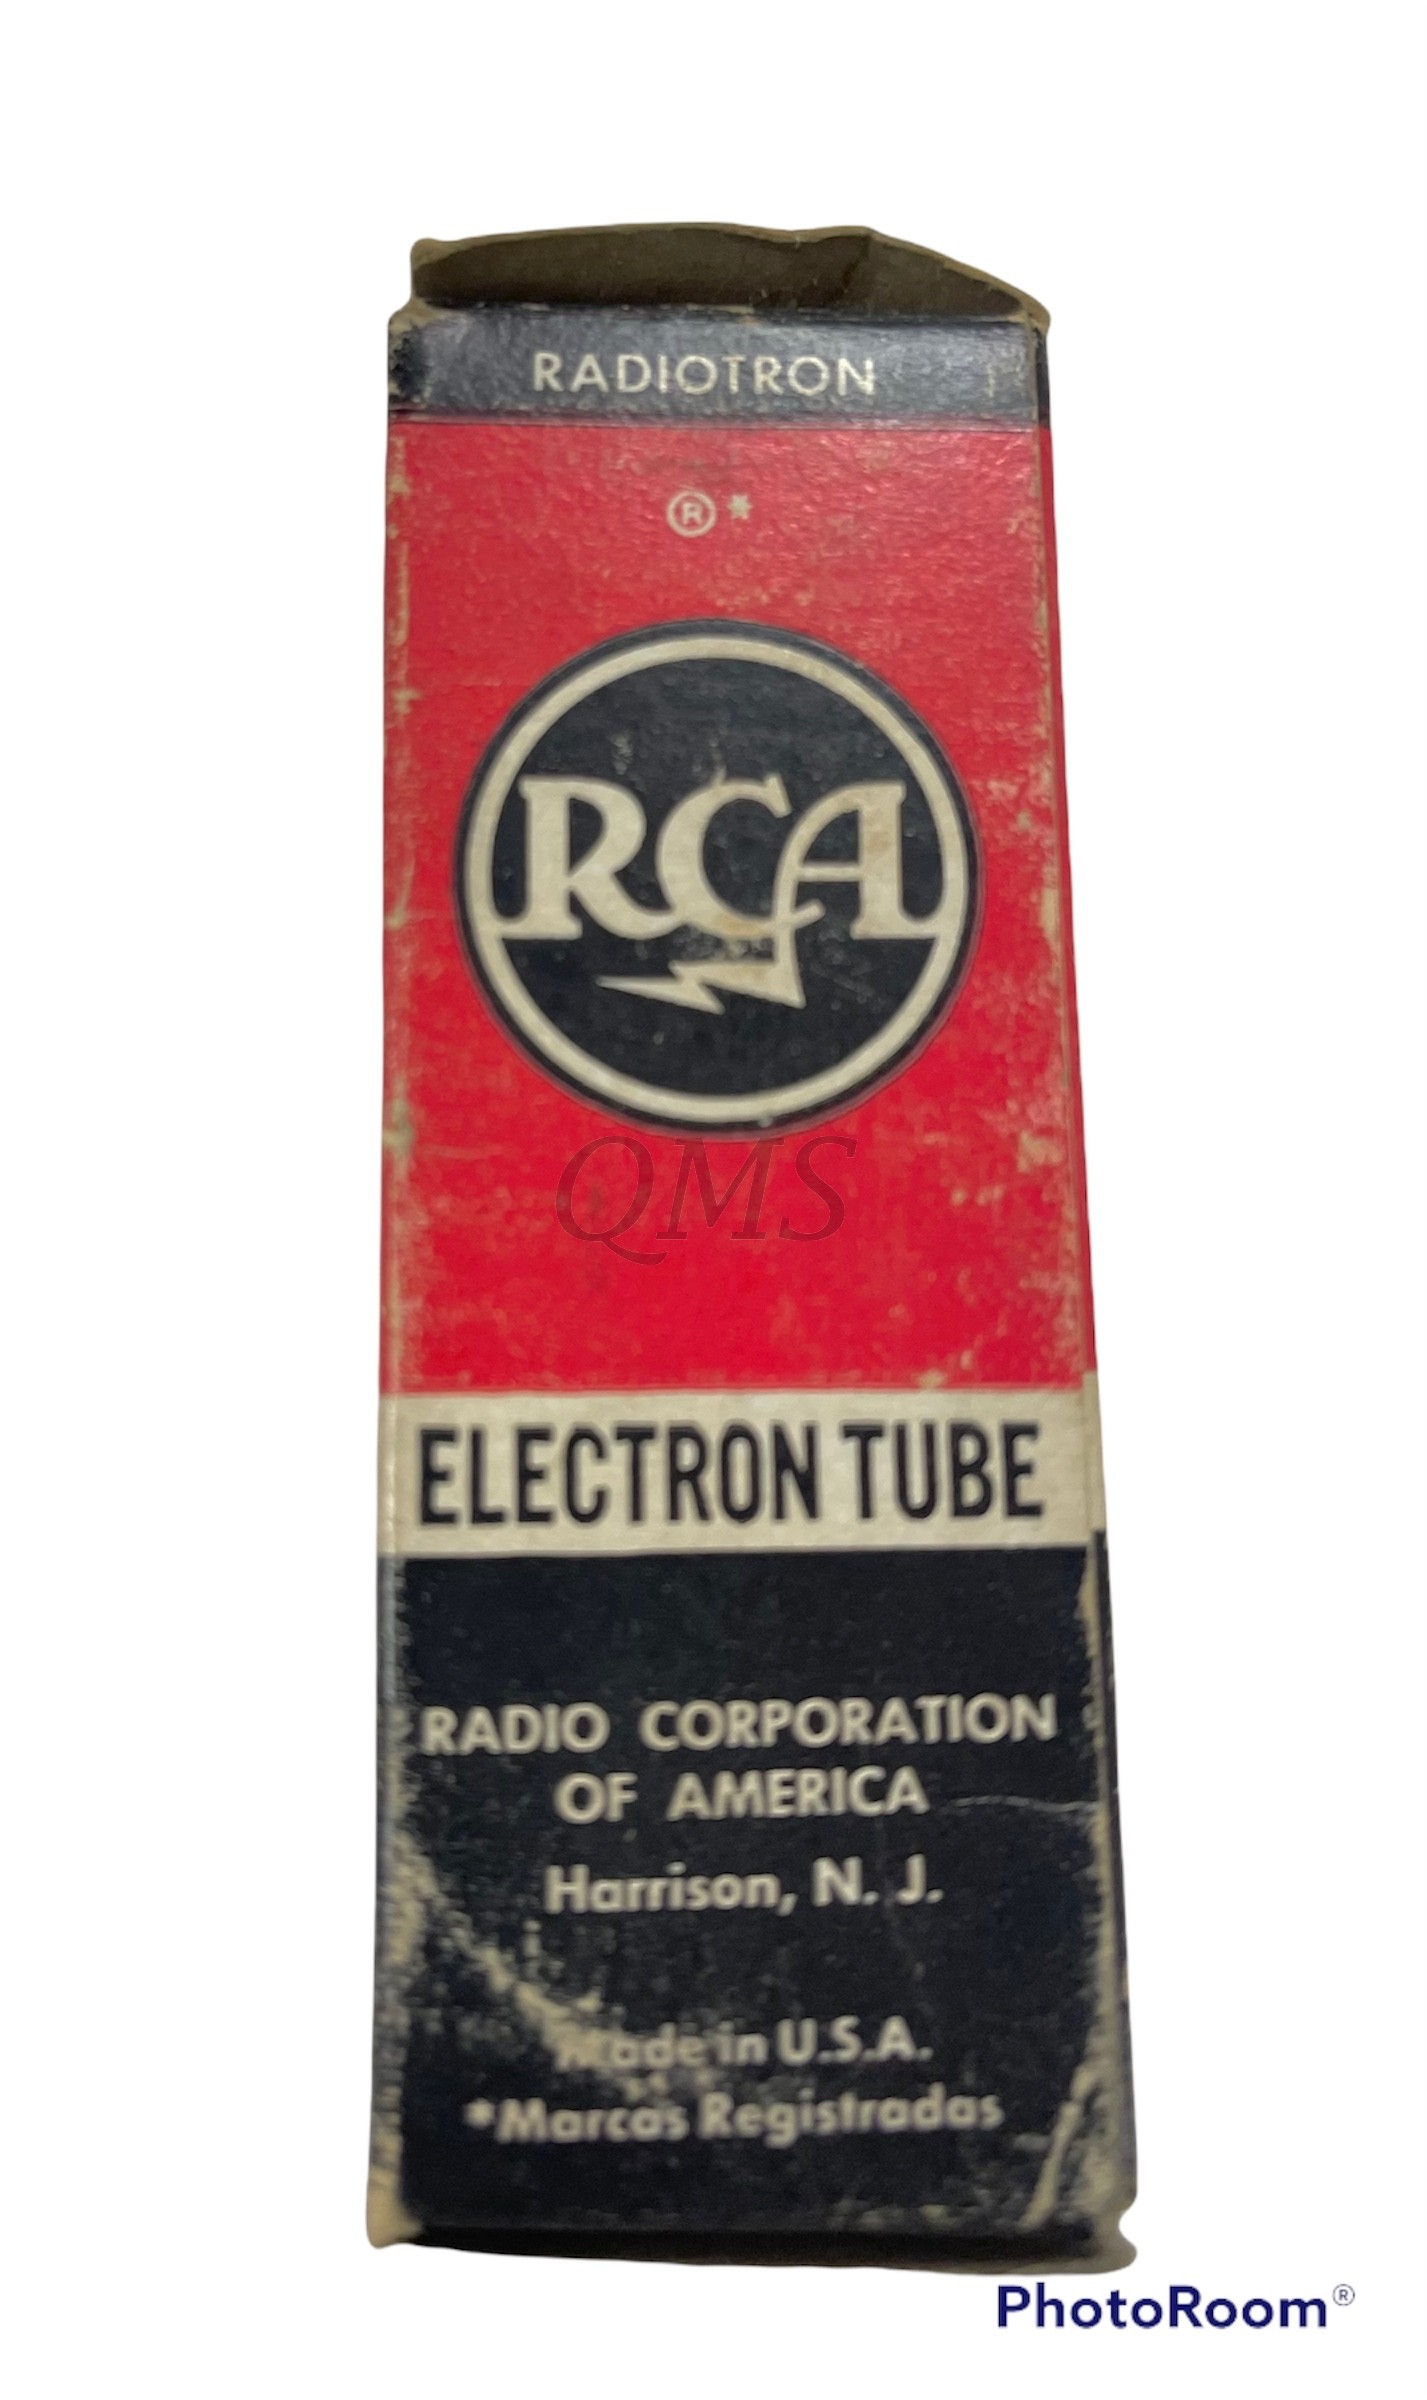 RADIOTRON
®*
RCA
QMS
ELECTRON TUBE
RADIO CORPORATION
OF AMERICA
Harrison, N. J.
Made in U.S.A.
*Marcas Registradas
PhotoRoom®